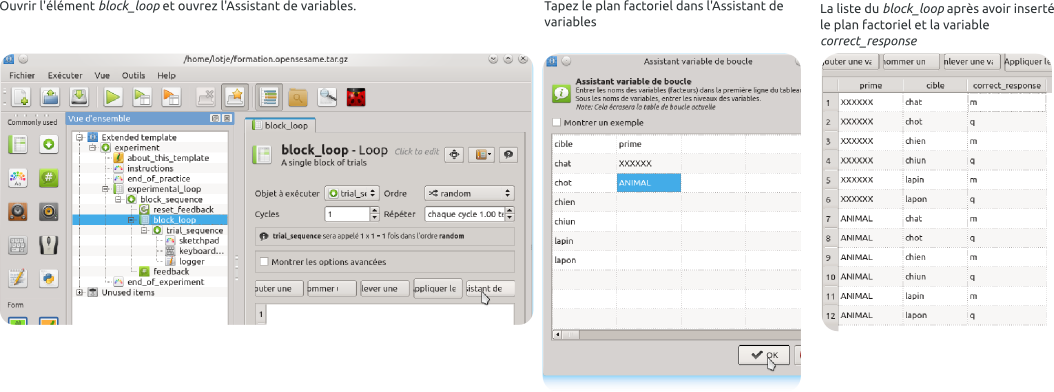 Ouvrir l'élément block_loop et ouvrez l'Assistant de variables.
/home/lotje/formation.opensesame.tar.gz
Fichier Exécuter Vue Outils Help
Commonly used
Vue d'ensemble
Extended template
experiment
about_this_template
instructions
end_of_practice
experimental_loop
block_sequence
reset_feedback
block_loop
trial_sequence
sketchpad
keyboard...
logger
feedback
end_of_experiment
Unused items
Form
block_loop
block_loop - Loop Click to edit
A single block of trials
Objet à exécuter trial_se Ordre random
Cycles 1 Répéter chaque cycle 1.00 t
trial_sequence sera appelé 1 x 1 = 1 fois dans l'ordre random
Montrer les options avancées
outer une ommer u lever une ppliquer le istant de
1
Tapez le plan factoriel dans l'Assistant de
variables
Assistant variable de boucle
Assistant variable de boucle
Entrer les noms des variables (facteurs) dans la première ligne du tablea
Sous les noms de variables, entrer les niveaux des variables.
Note: Cela écrasera la table de boucle actuelle
Montrer un exemple
cible prime
chat XXXXXX
chot ANIMAL
chien
chiun
lapin
lapon
OK
La liste du block_loop après avoir inserté
le plan factoriel et la variable
correct_response
outer une va ommer un nlever une va Appliquer l
prime cible correct_response
1 XXXXXX chat m
2 XXXXXX chot q
3 XXXXXX chien m
4 XXXXXX chiun q
5 XXXXXX lapin m
6 XXXXXX lapon q
7 ANIMAL chat m
8 ANIMAL chot q
9 ANIMAL chien m
10 ANIMAL chiun q
11 ANIMAL lapin m
12 ANIMAL lapon q